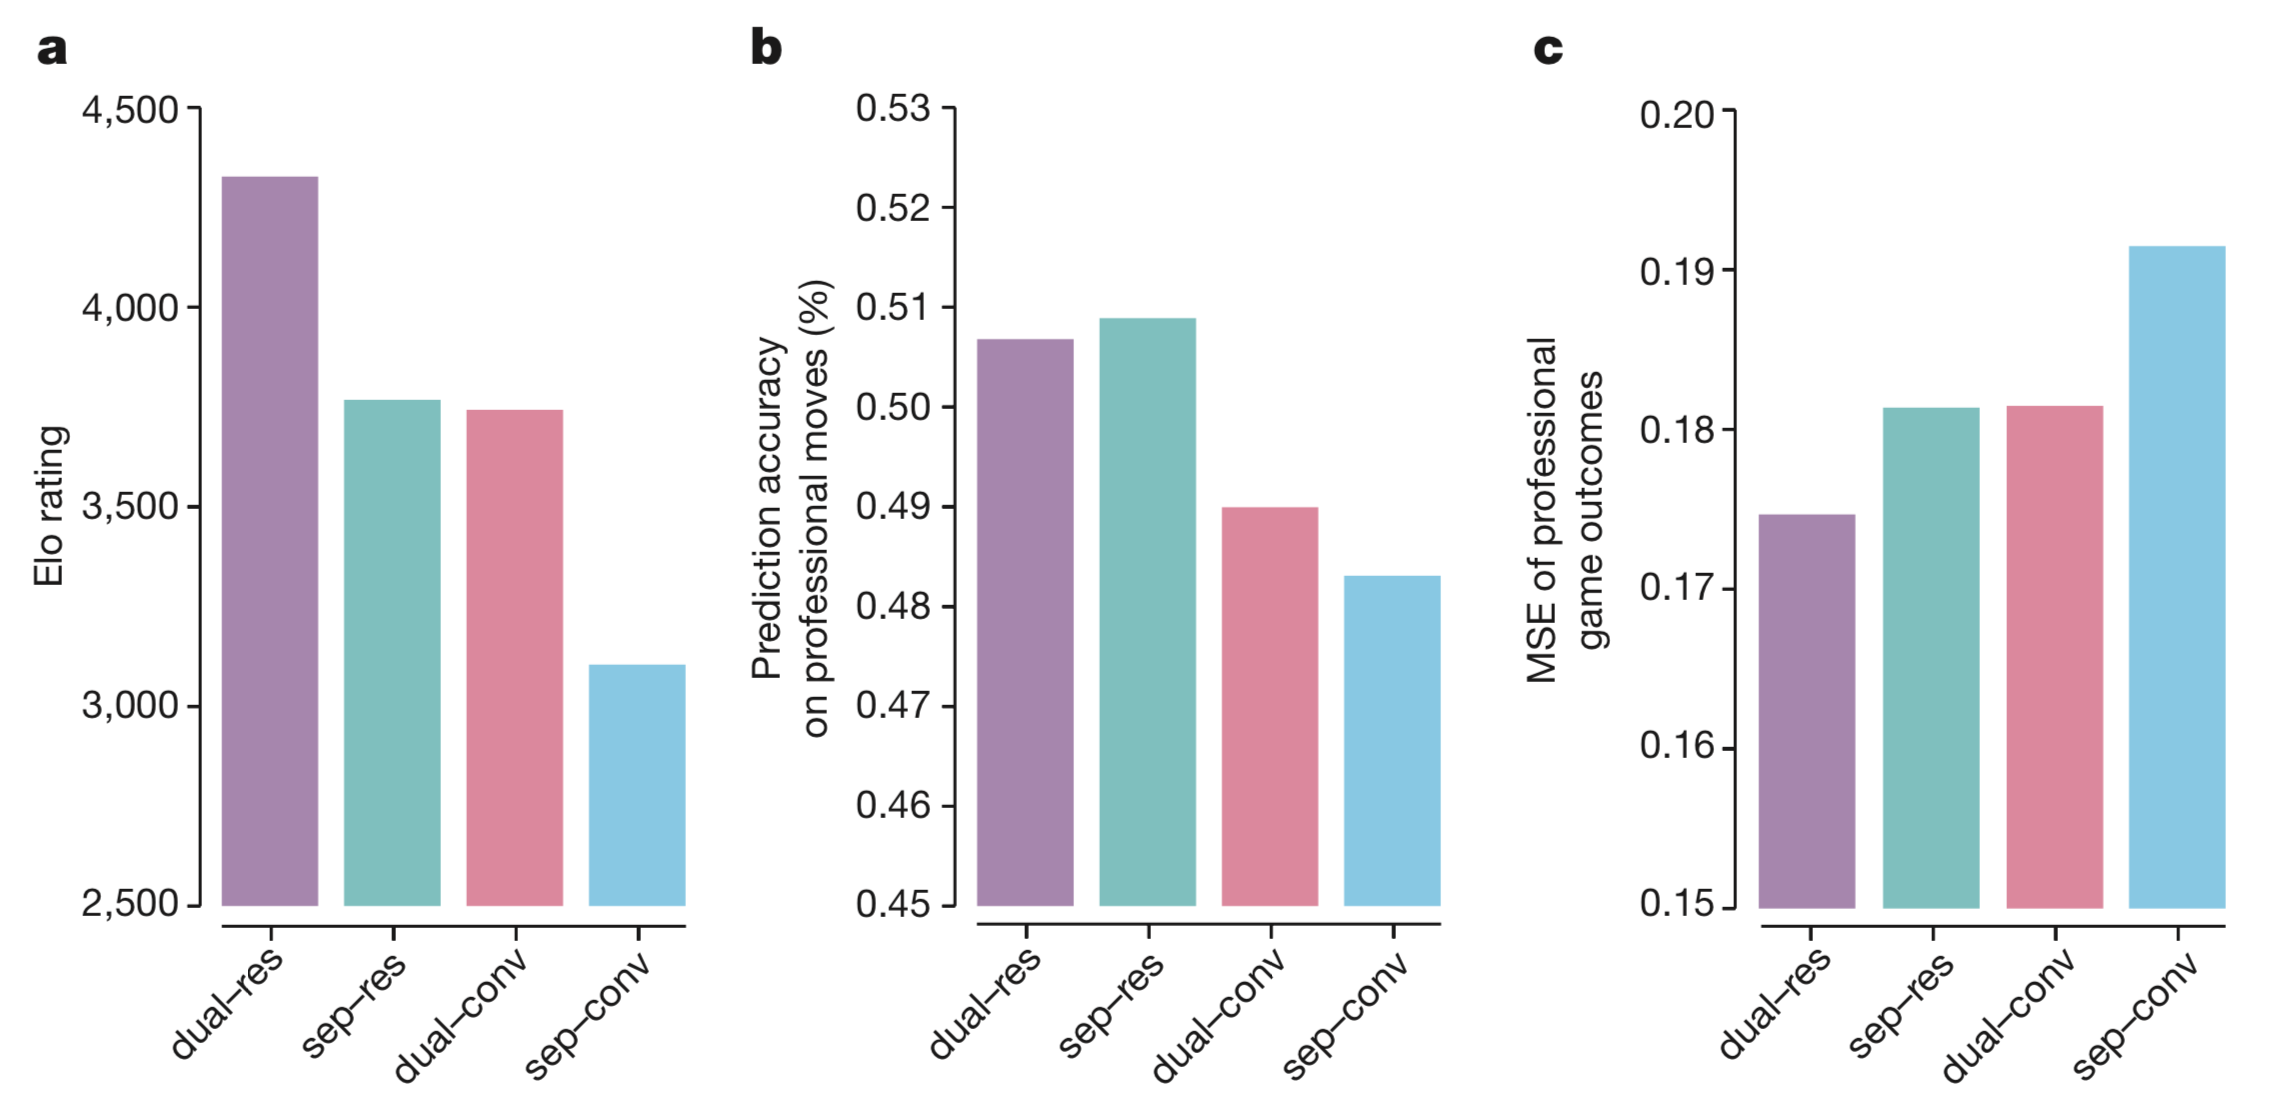 a
Elo rating
4,500
4,000
3,500
3,000
2,500
dual–res
sep–res
dual–conv
sep–conv
b
Prediction accuracy
on professional moves (%)
0.53
0.52
0.51
0.50
0.49
0.48
0.47
0.46
0.45
dual–res
sep–res
dual–conv
sep–conv
c
MSE of professional
game outcomes
0.20
0.19
0.18
0.17
0.16
0.15
dual–res
sep–res
dual–conv
sep–conv